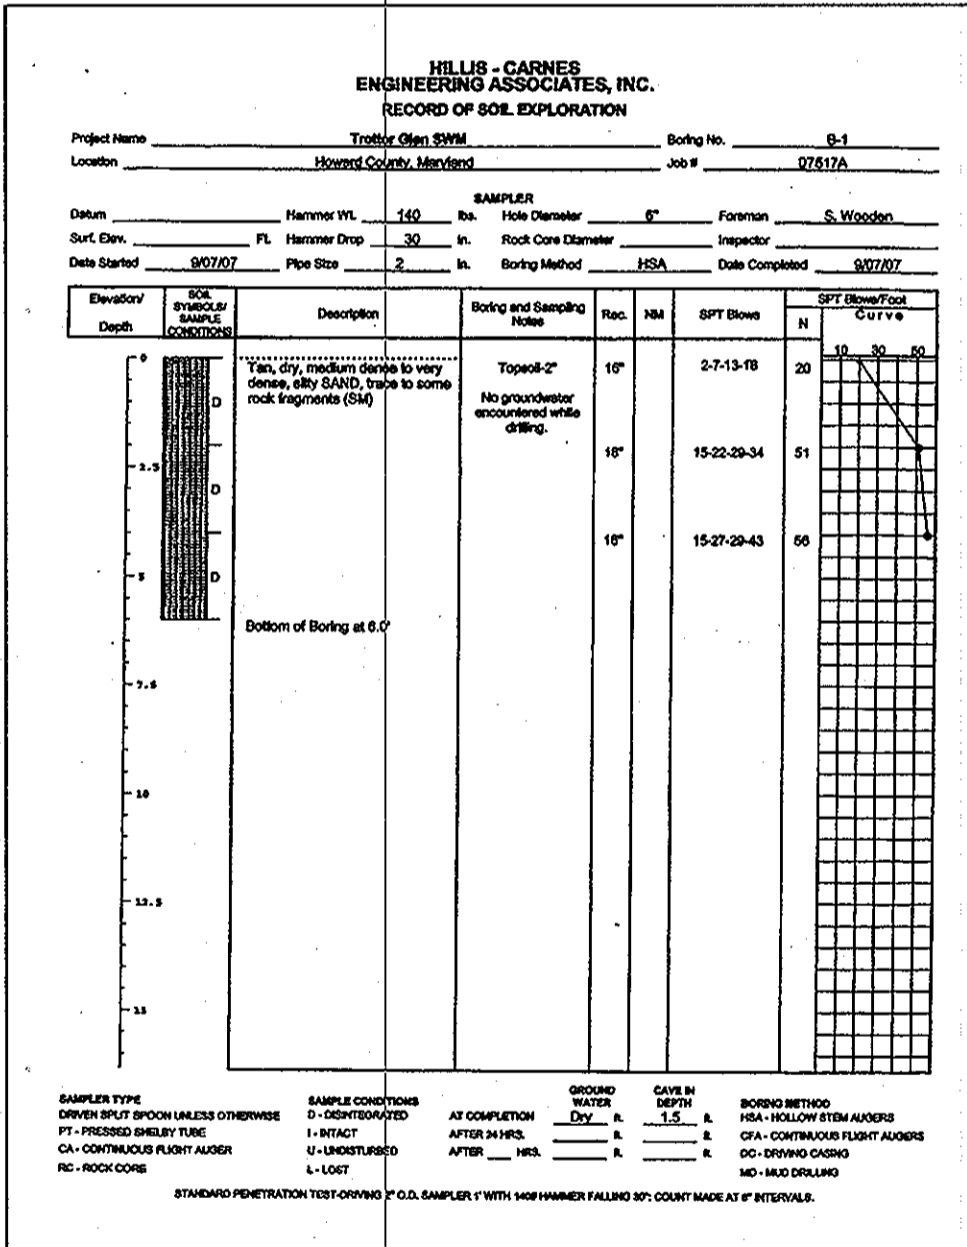 HILLIS - CARNES
ENGINEERING ASSOCIATES, INC.
RECORD OF SOIL EXPLORATION
Project Name Trottor Glen SWM Boring No. B-1
Location Howard County, Maryland Job # 07517A
SAMPLER
Datum Hammer Wt. 140 lbs. Hole Diameter 6" Foreman S. Wooden
Surf. Elev. Ft. Hammer Drop 30 in. Rock Core Diameter Inspector
Date Started 9/07/07 Pipe Size 2 in. Boring Method HSA Date Completed 9/07/07
Elevation/ Depth SOIL SYMBOLS/ SAMPLE CONDITIONS Description Boring and Sampling Notes Rec. NM SPT Blows N SPT Blows/Foot Curve
10 30 50
0 Tan, dry, medium dense to very Topsoil-2" 16" 2-7-13-18 20
dense, silty SAND, trace to some
rock fragments (SM) No groundwater
D encountered while
drilling.
18" 15-22-29-34 51
2.5
D
16" 15-27-29-43 56
5 D
Bottom of Boring at 6.0'
7.5
10
12.5
15
SAMPLER TYPE SAMPLE CONDITIONS GROUND WATER CAVE IN DEPTH BORING METHOD
DRIVEN SPLIT SPOON UNLESS OTHERWISE D - DISINTEGRATED AT COMPLETION Dry ft. 1.5 ft. HSA - HOLLOW STEM AUGERS
PT - PRESSED SHELBY TUBE I - INTACT AFTER 24 HRS. ft. ft. CFA - CONTINUOUS FLIGHT AUGERS
CA - CONTINUOUS FLIGHT AUGER U - UNDISTURBED AFTER HRS. ft. ft. DC - DRIVING CASING
RC - ROCK CORE L - LOST MD - MUD DRILLING
STANDARD PENETRATION TEST-DRIVING 2" O.D. SAMPLER 1' WITH 140# HAMMER FALLING 30"; COUNT MADE AT 6" INTERVALS.